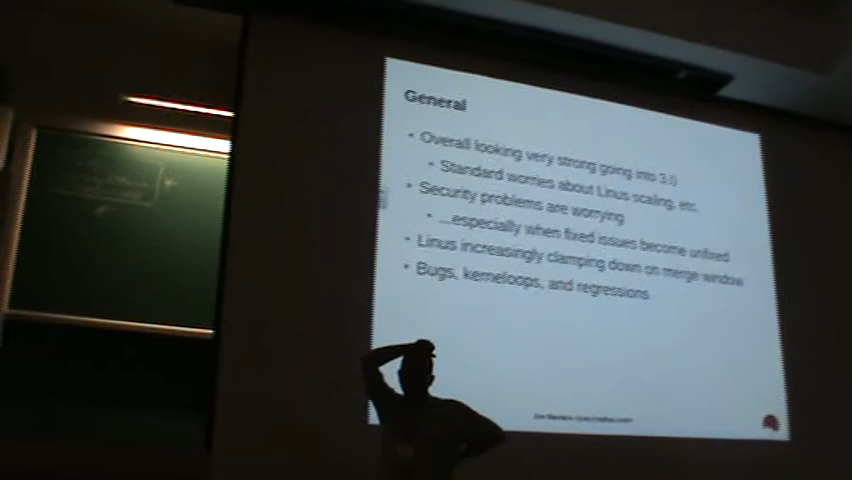 General
• Overall looking very strong going into 3.0
• Standard worries about Linus scaling, etc.
• Security problems are worrying
• ...especially when fixed issues become unfixed
• Linus increasingly clamping down on merge window
• Bugs, kerneloops, and regressions